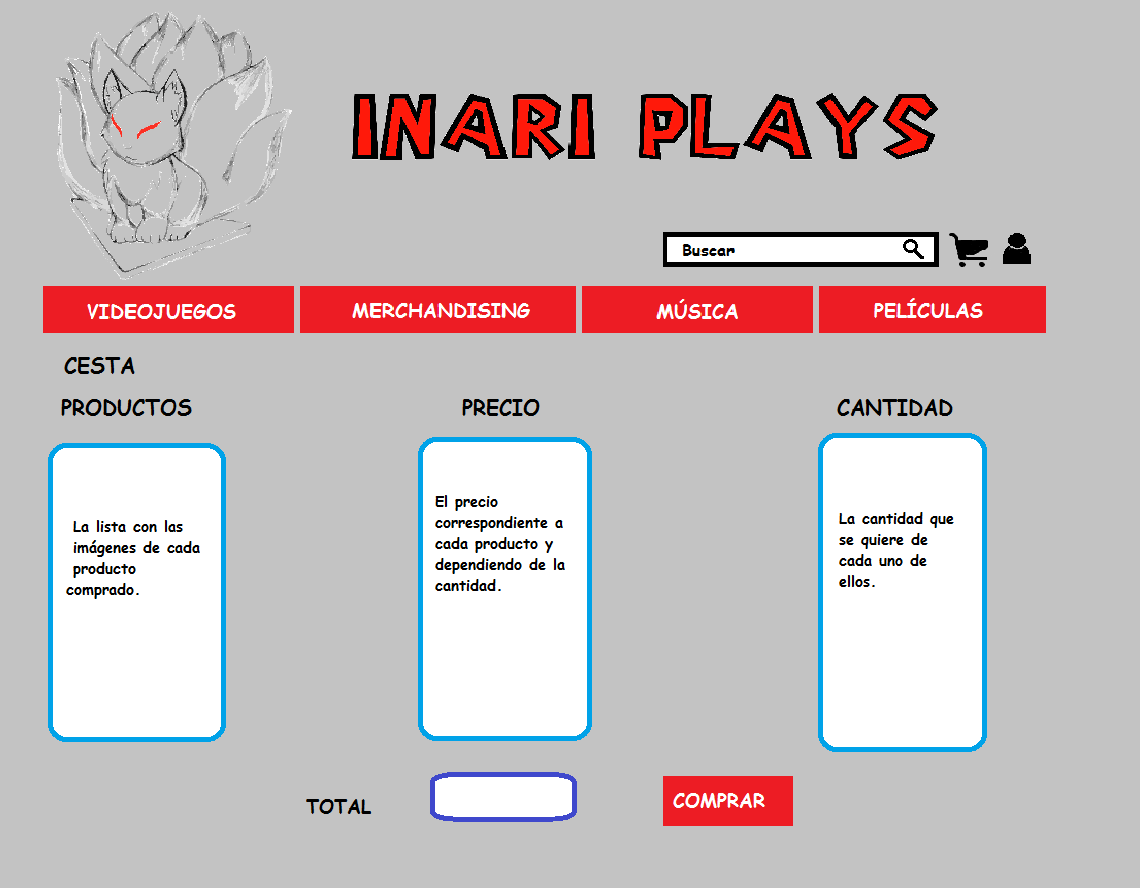 INARI PLAYS
Buscar
VIDEOJUEGOS
MERCHANDISING
MÚSICA
PELÍCULAS
CESTA
PRODUCTOS
PRECIO
CANTIDAD
La lista con las
imágenes de cada
producto
comprado.
El precio
correspondiente a
cada producto y
dependiendo de la
cantidad.
La cantidad que
se quiere de
cada uno de
ellos.
TOTAL
COMPRAR